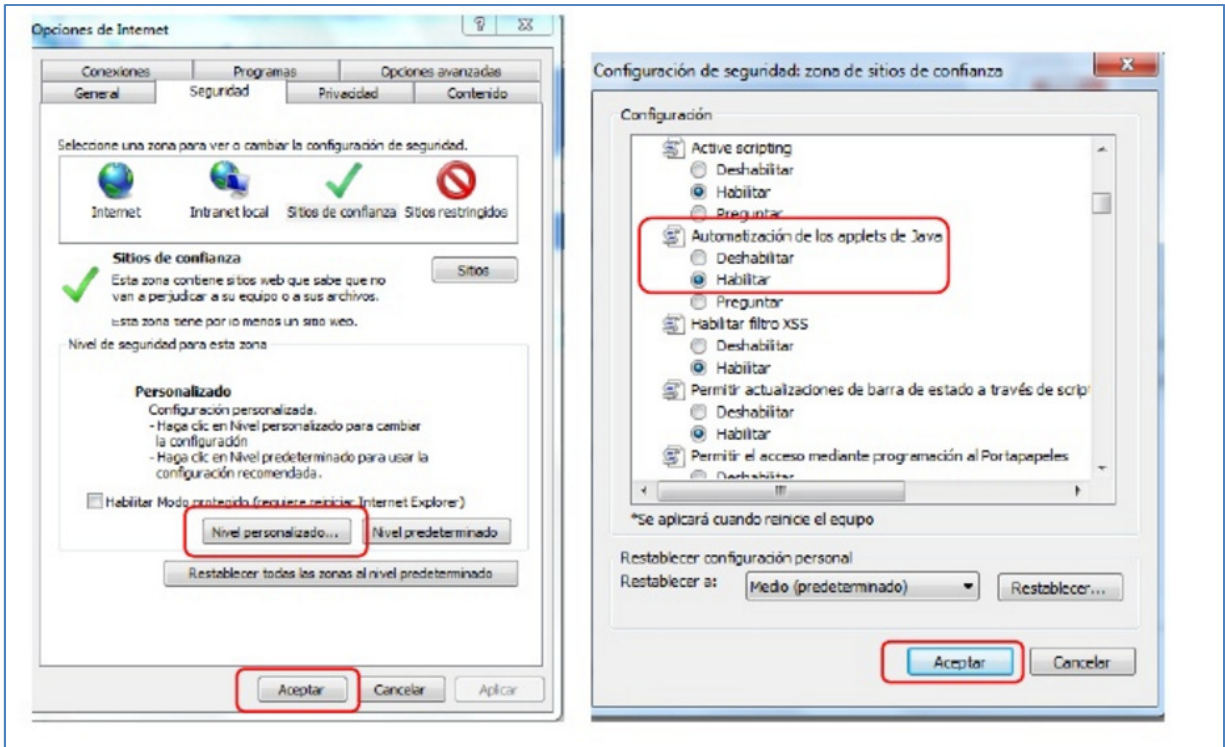 Opciones de Internet
Conexiones Programas Opciones avanzadas
General Seguridad Privacidad Contenido
Seleccione una zona para ver o cambiar la configuración de seguridad.
Internet Intranet local Sitios de confianza Sitios restringidos
Sitios de confianza
Sitios
Esta zona contiene sitios web que sabe que no
van a perjudicar a su equipo o a sus archivos.
Esta zona tiene por lo menos un sitio web.
Nivel de seguridad para esta zona
Personalizado
Configuración personalizada.
- Haga clic en Nivel personalizado para cambiar
la configuración
- Haga clic en Nivel predeterminado para usar la
configuración recomendada.
Habilitar Modo protegido (requiere reiniciar Internet Explorer)
Nivel personalizado... Nivel predeterminado
Restablecer todas las zonas al nivel predeterminado
Aceptar Cancelar Aplicar
Configuración de seguridad: zona de sitios de confianza
Configuración
Active scripting
Deshabilitar
Habilitar
Preguntar
Automatización de los applets de Java
Deshabilitar
Habilitar
Preguntar
Habilitar filtro XSS
Deshabilitar
Habilitar
Permitir actualizaciones de barra de estado a través de scrip
Deshabilitar
Habilitar
Permitir el acceso mediante programación al Portapapeles
Deshabilitar
*Se aplicará cuando reinicie el equipo
Restablecer configuración personal
Restablecer a: Medio (predeterminado) Restablecer...
Aceptar Cancelar